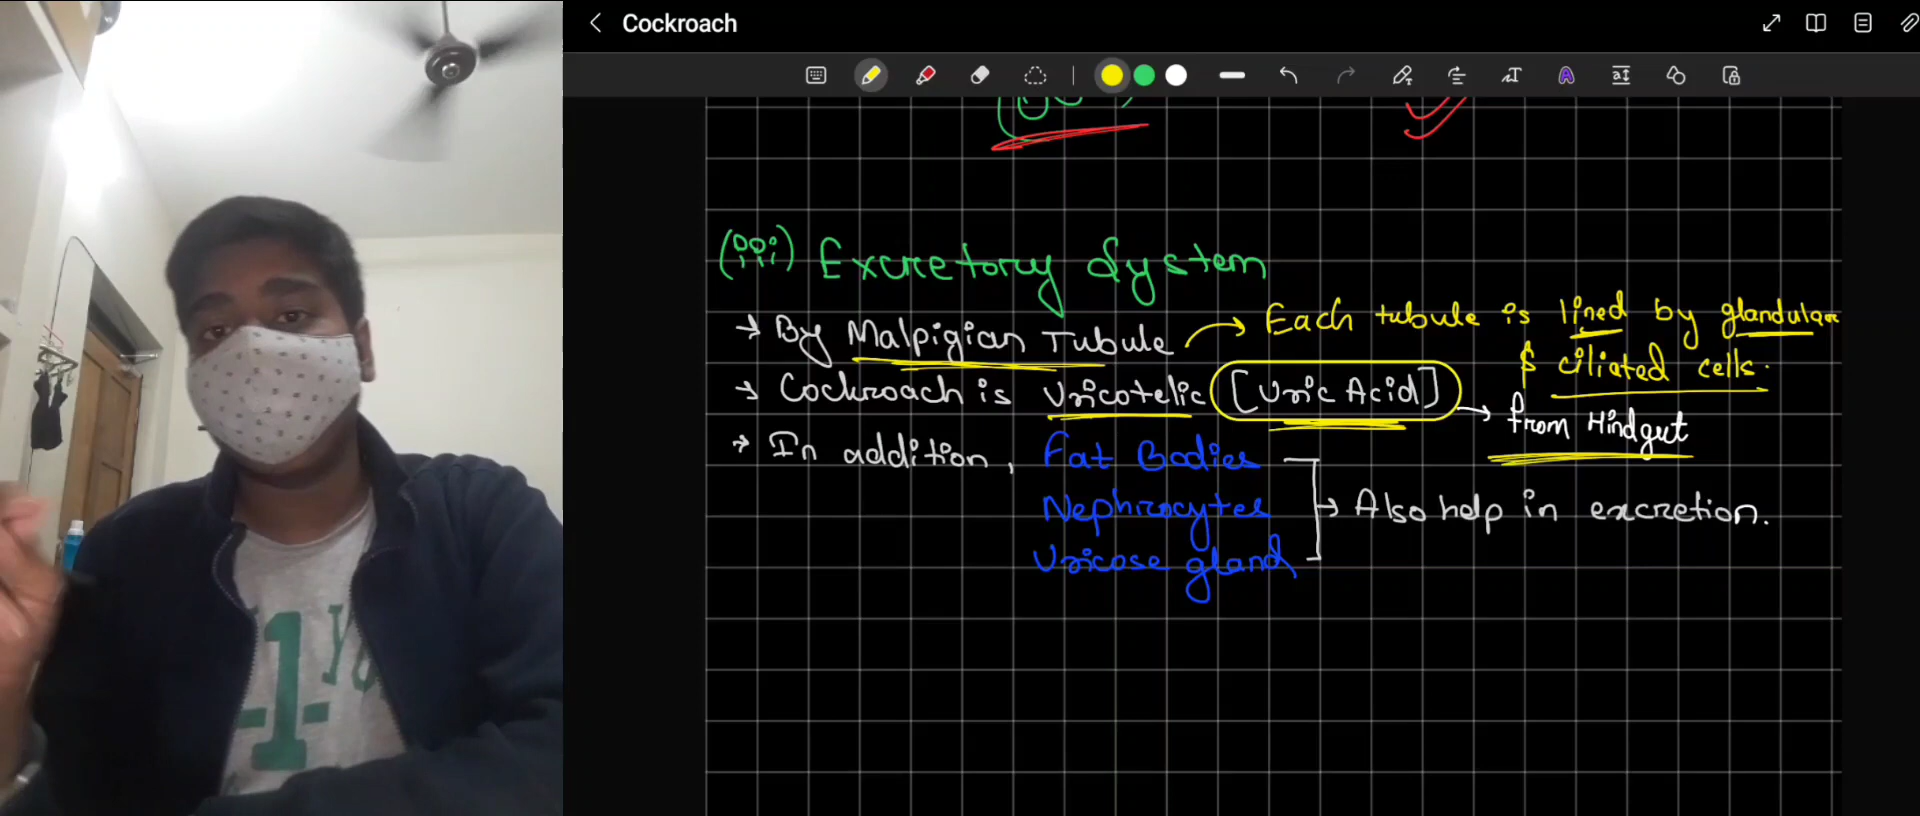 Cockroach
(iii) Excretory System
→ By Malpigian Tubule → Each tubule is lined by glandular
& ciliated cells.
→ Cockroach is Uricotelic [Uric Acid] → from Hindgut
→ In addition, Fat Bodies
Nephrocytes → Also help in excretion.
Uricose gland